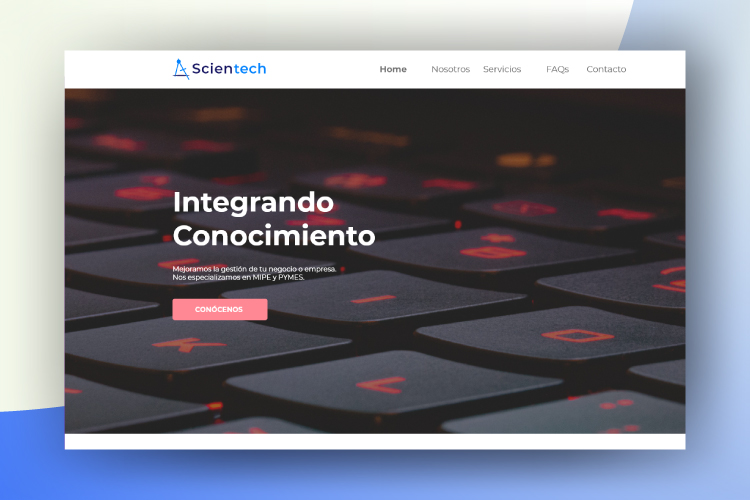 Scientech
Home Nosotros Servicios FAQs Contacto
Integrando
Conocimiento
Mejoramos la gestión de tu negocio o empresa.
Nos especializamos en MIPE y PYMES.
CONÓCENOS
K
L
O